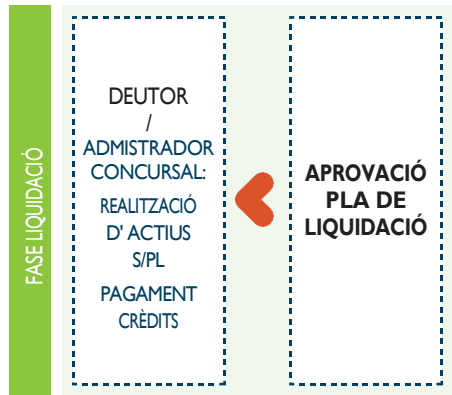 FASE LIQUIDACIÓ
DEUTOR
/
ADMISTRADOR
CONCURSAL:
REALITZACIÓ
D' ACTIUS
S/PL
PAGAMENT
CRÈDITS
APROVACIÓ
PLA DE
LIQUIDACIÓ